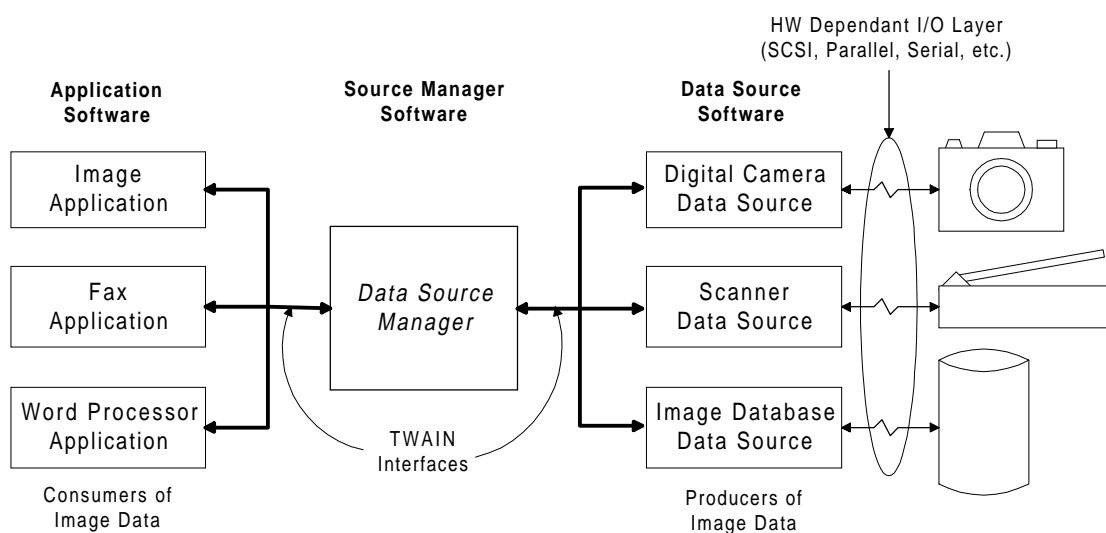 HW Dependant I/O Layer
(SCSI, Parallel, Serial, etc.)
Application
Software
Source Manager
Software
Data Source
Software
Image
Application
Fax
Application
Word Processor
Application
Consumers of
Image Data
Data Source
Manager
TWAIN
Interfaces
Digital Camera
Data Source
Scanner
Data Source
Image Database
Data Source
Producers of
Image Data